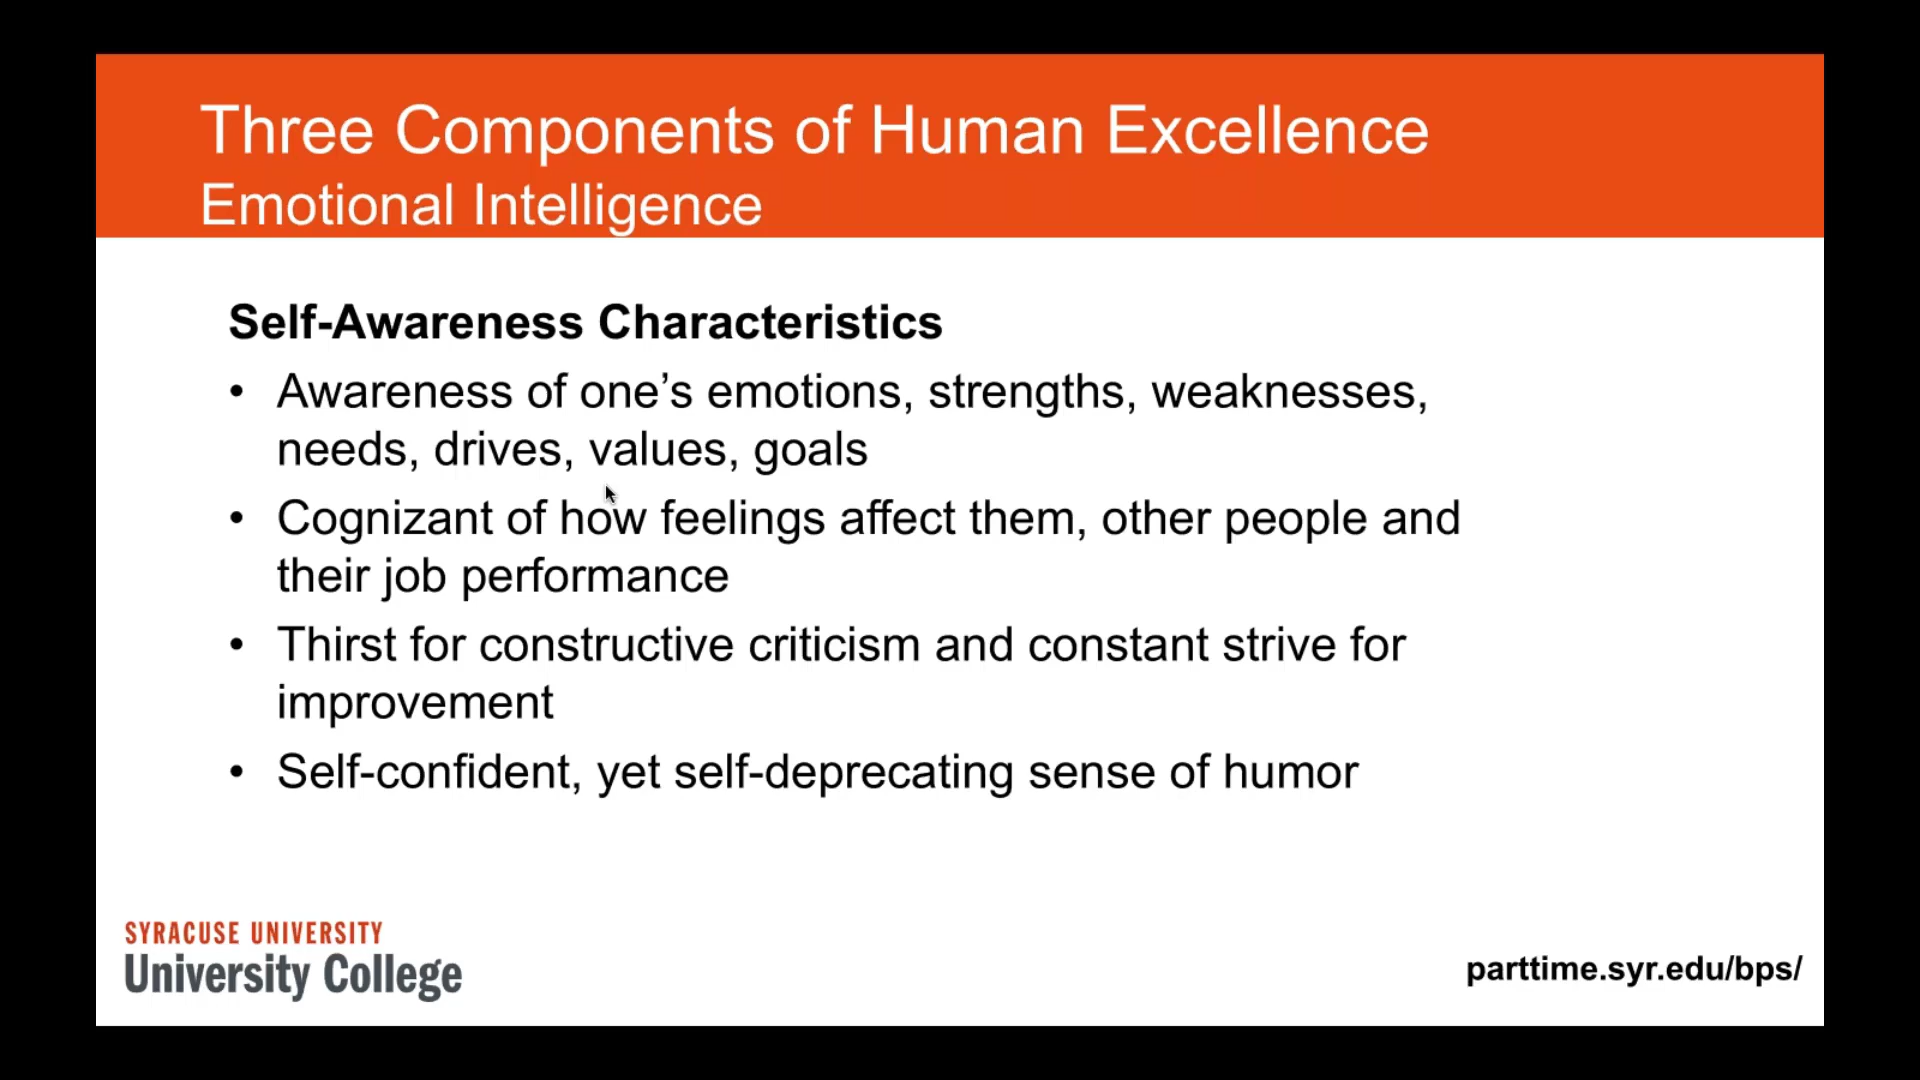 Three Components of Human Excellence
Emotional Intelligence
Self-Awareness Characteristics
• Awareness of one’s emotions, strengths, weaknesses,
needs, drives, values, goals
• Cognizant of how feelings affect them, other people and
their job performance
• Thirst for constructive criticism and constant strive for
improvement
• Self-confident, yet self-deprecating sense of humor
SYRACUSE UNIVERSITY
University College
parttime.syr.edu/bps/